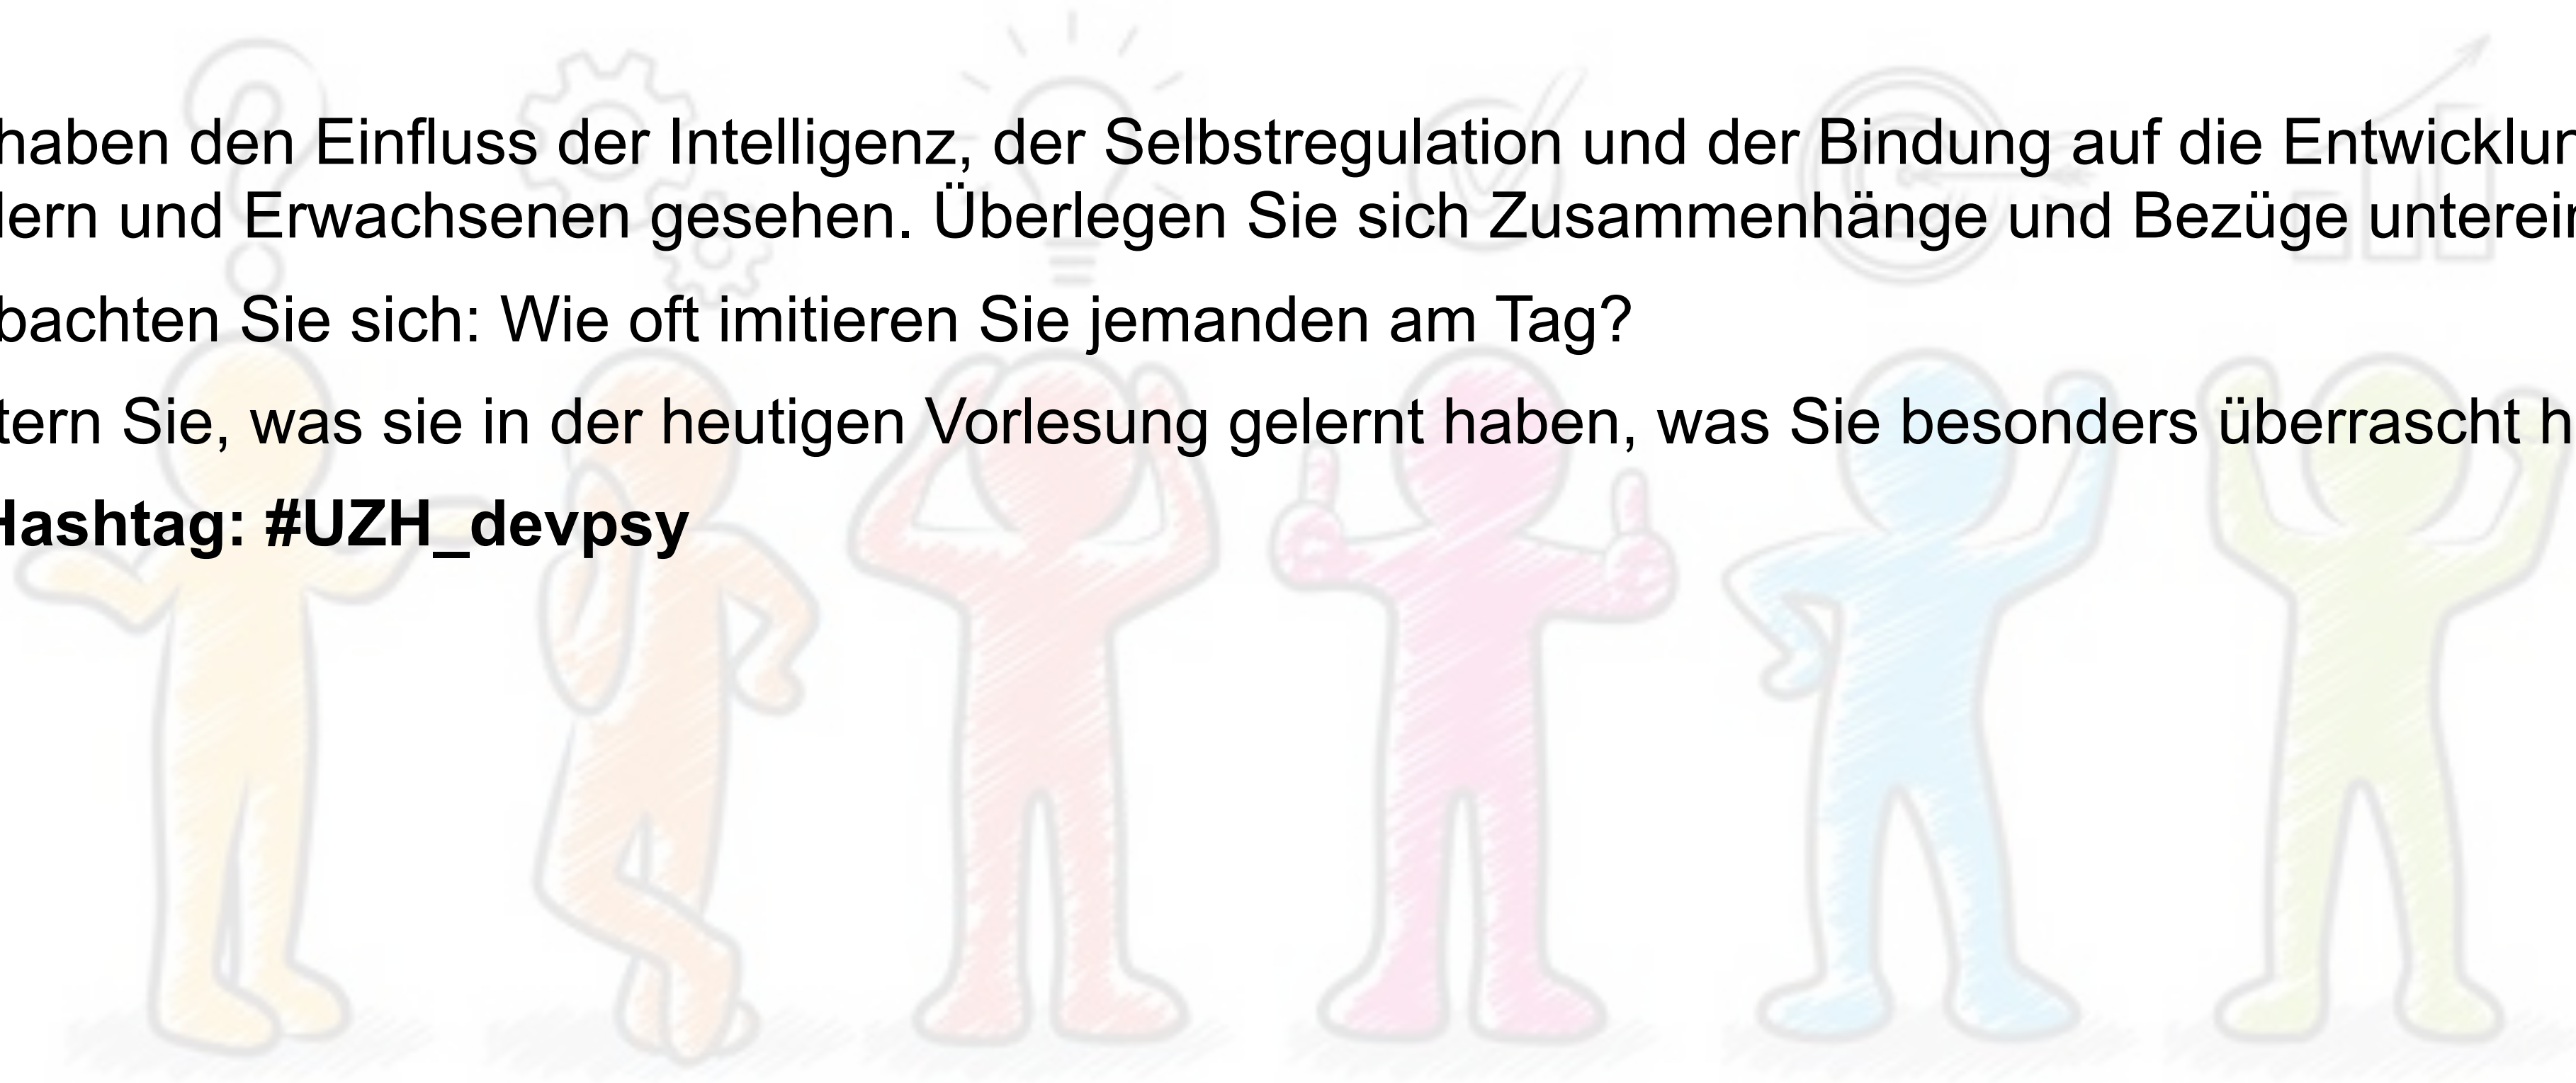 haben den Einfluss der Intelligenz, der Selbstregulation und der Bindung auf die Entwicklun
lern und Erwachsenen gesehen. Überlegen Sie sich Zusammenhänge und Bezüge unterein
bachten Sie sich: Wie oft imitieren Sie jemanden am Tag?
tern Sie, was sie in der heutigen Vorlesung gelernt haben, was Sie besonders überrascht h
Hashtag: #UZH_devpsy